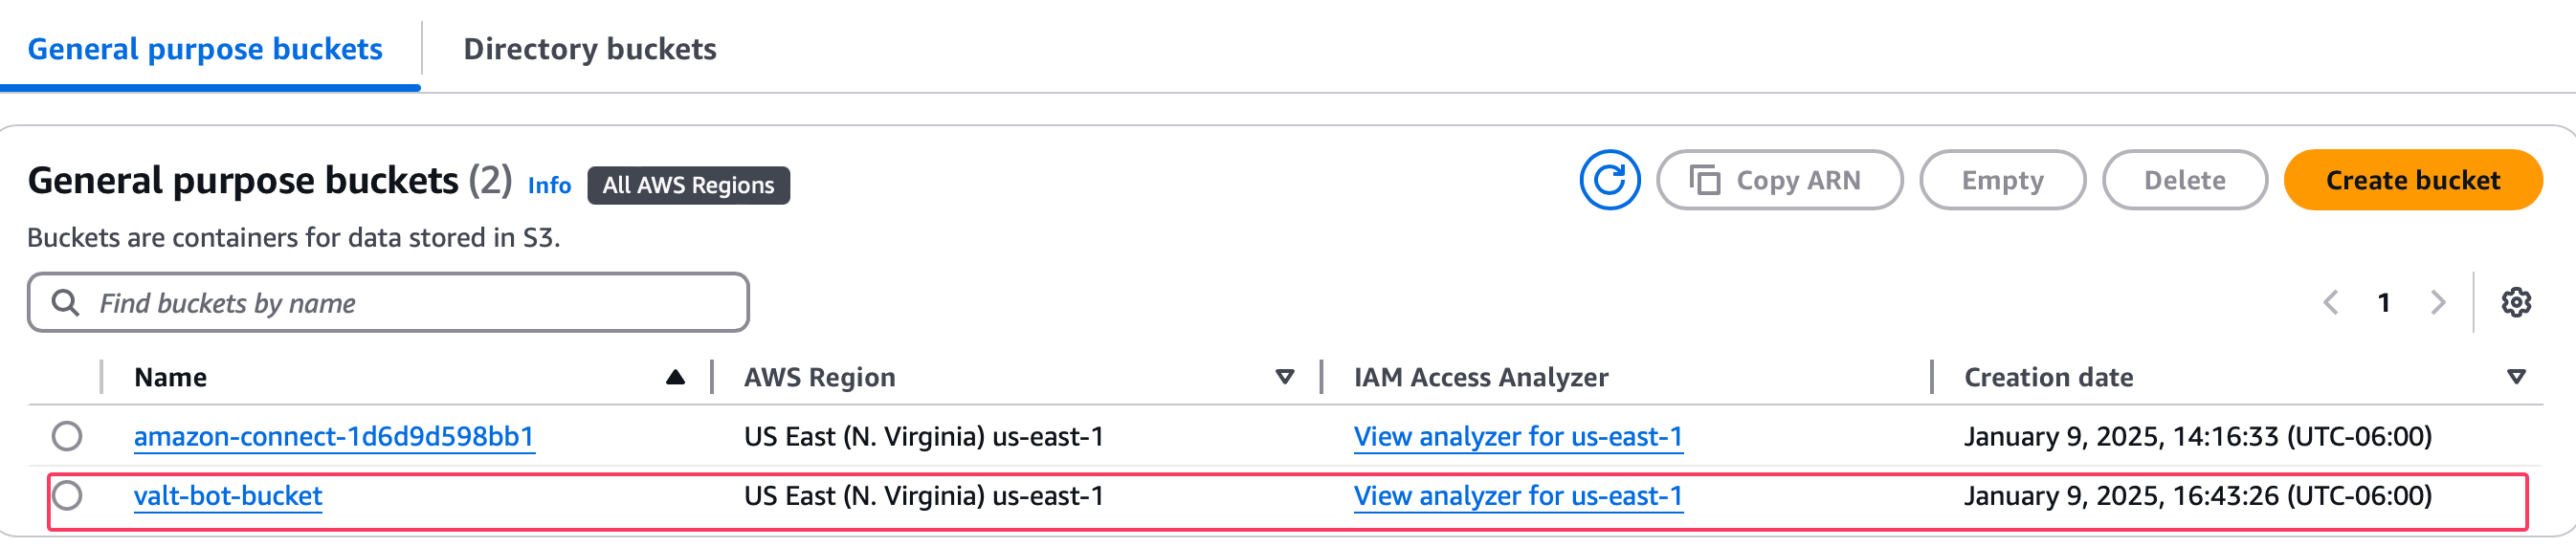 General purpose buckets Directory buckets
General purpose buckets (2) Info All AWS Regions Copy ARN Empty Delete Create bucket
Buckets are containers for data stored in S3.
Find buckets by name 1
Name AWS Region IAM Access Analyzer Creation date
amazon-connect-1d6d9d598bb1 US East (N. Virginia) us-east-1 View analyzer for us-east-1 January 9, 2025, 14:16:33 (UTC-06:00)
valt-bot-bucket US East (N. Virginia) us-east-1 View analyzer for us-east-1 January 9, 2025, 16:43:26 (UTC-06:00)